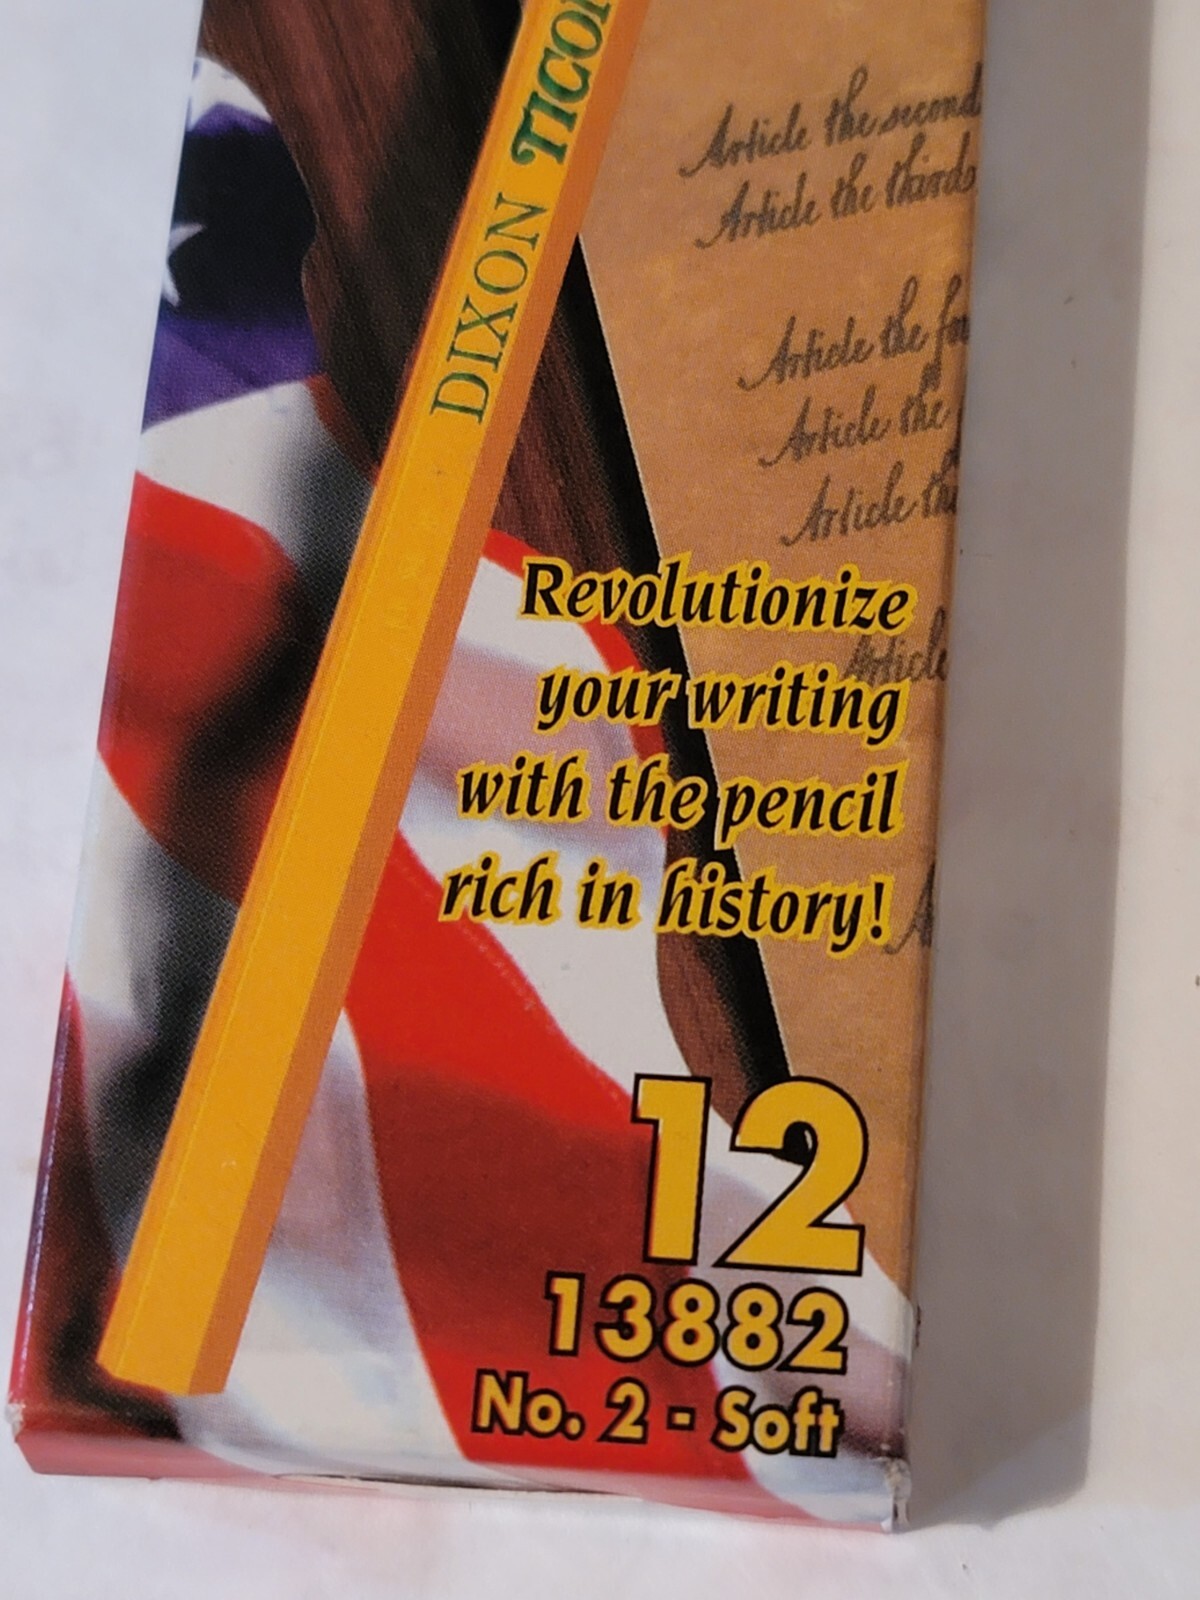 DIXON
Article the second
Article the third
Article the
Article the
Article the
Revolutionize
Article
your writing
with the pencil
rich in history!
12
13882
No. 2 - Soft